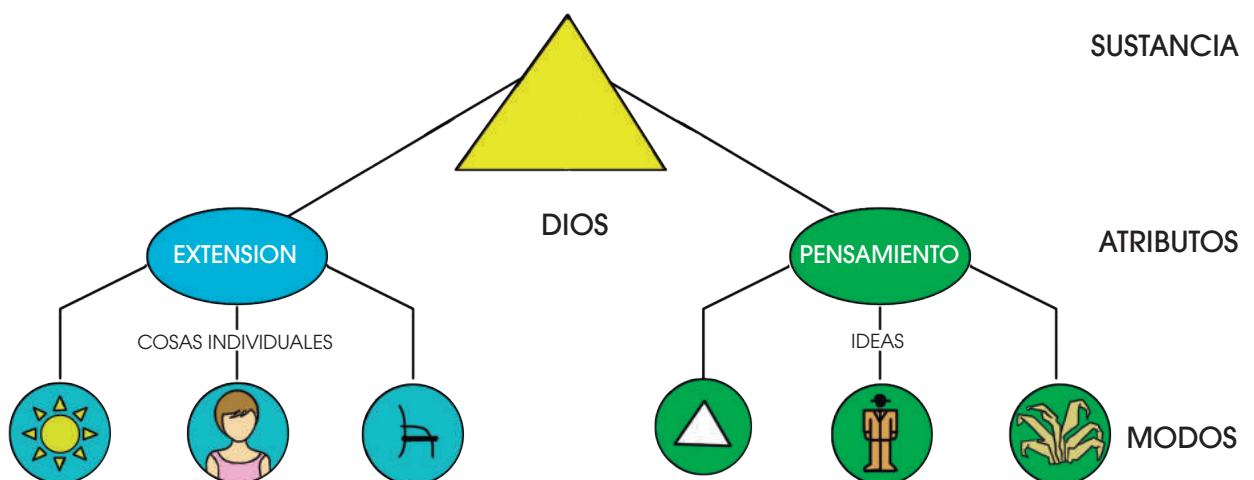 SUSTANCIA
DIOS
EXTENSION
PENSAMIENTO
ATRIBUTOS
COSAS INDIVIDUALES
IDEAS
MODOS